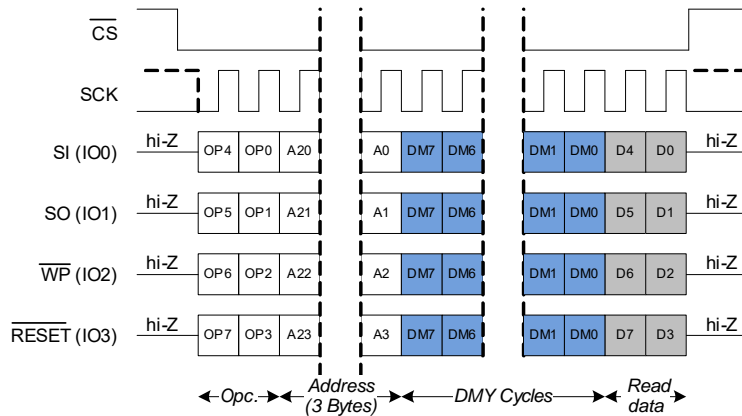 CS
SCK
SI (IO0) hi-Z OP4 OP0 A20 A0 DM7 DM6 DM1 DM0 D4 D0 hi-Z
SO (IO1) hi-Z OP5 OP1 A21 A1 DM7 DM6 DM1 DM0 D5 D1 hi-Z
WP (IO2) hi-Z OP6 OP2 A22 A2 DM7 DM6 DM1 DM0 D6 D2 hi-Z
RESET (IO3) hi-Z OP7 OP3 A23 A3 DM7 DM6 DM1 DM0 D7 D3 hi-Z
Opc. Address DMY Cycles Read
(3 Bytes) data